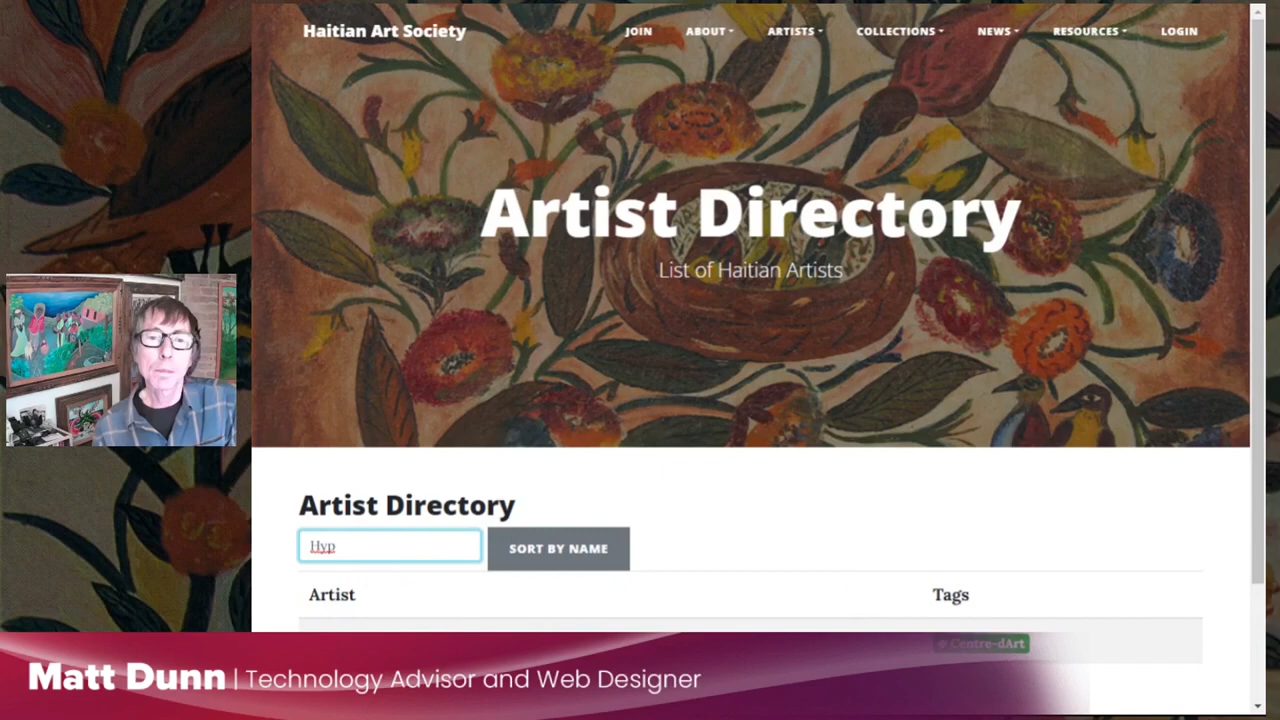 Haitian Art Society
JOIN ABOUT ARTISTS COLLECTIONS NEWS RESOURCES LOGIN
Artist Directory
List of Haitian Artists
Artist Directory
Hyp
SORT BY NAME
Artist Tags
# Centre-dArt
Matt Dunn | Technology Advisor and Web Designer